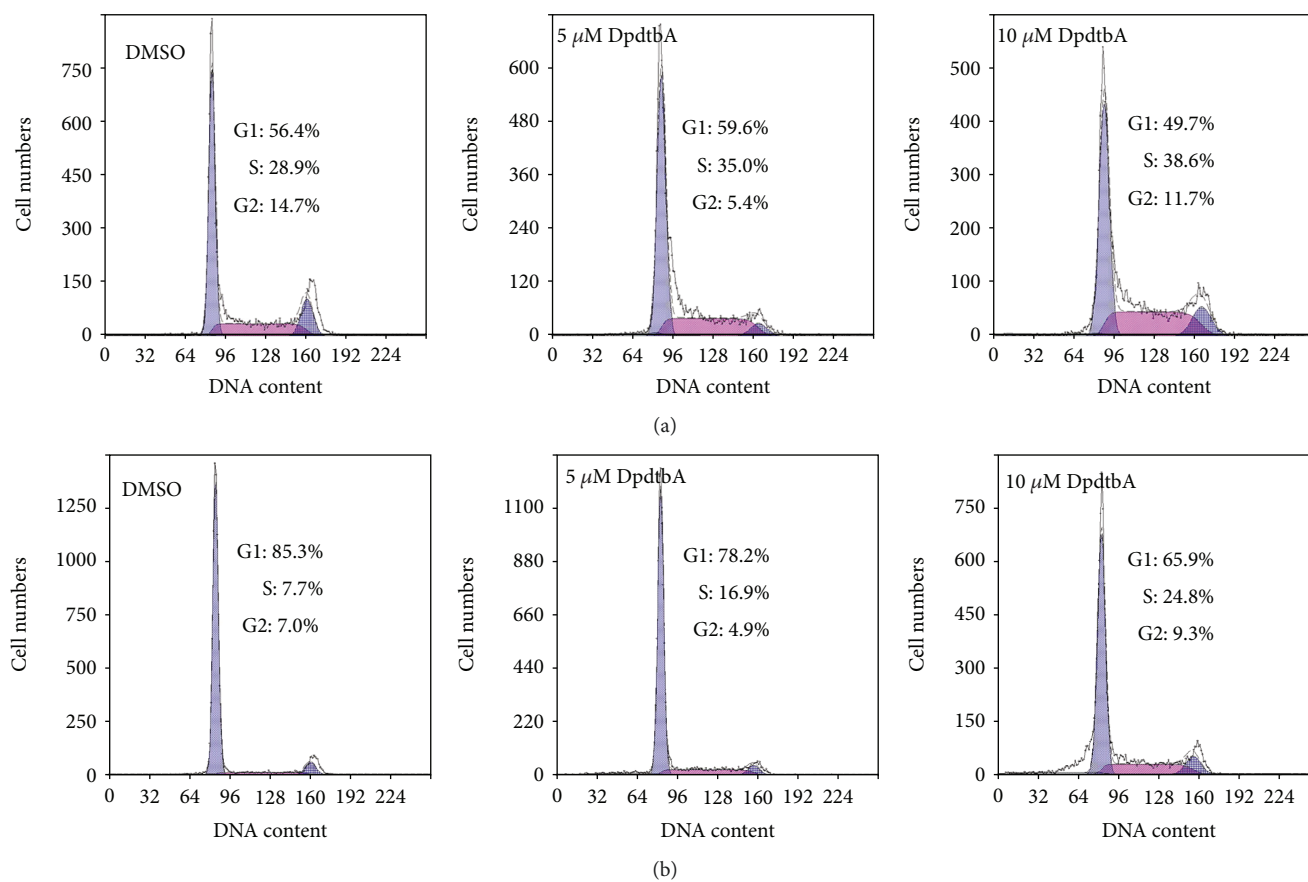 DMSO
750
600
450
300
150
0
0 32 64 96 128 160 192 224
Cell numbers
DNA content
G1: 56.4%
S: 28.9%
G2: 14.7%
5 μM DpdtbA
600
480
360
240
120
0
0 32 64 96 128 160 192 224
Cell numbers
DNA content
G1: 59.6%
S: 35.0%
G2: 5.4%
10 μM DpdtbA
500
400
300
200
100
0
0 32 64 96 128 160 192 224
Cell numbers
DNA content
G1: 49.7%
S: 38.6%
G2: 11.7%
(a)
DMSO
1250
1000
750
500
250
0
0 32 64 96 128 160 192 224
Cell numbers
DNA content
G1: 85.3%
S: 7.7%
G2: 7.0%
5 μM DpdtbA
1100
880
660
440
220
0
0 32 64 96 128 160 192 224
Cell numbers
DNA content
G1: 78.2%
S: 16.9%
G2: 4.9%
10 μM DpdtbA
750
600
450
300
150
0
0 32 64 96 128 160 192 224
Cell numbers
DNA content
G1: 65.9%
S: 24.8%
G2: 9.3%
(b)